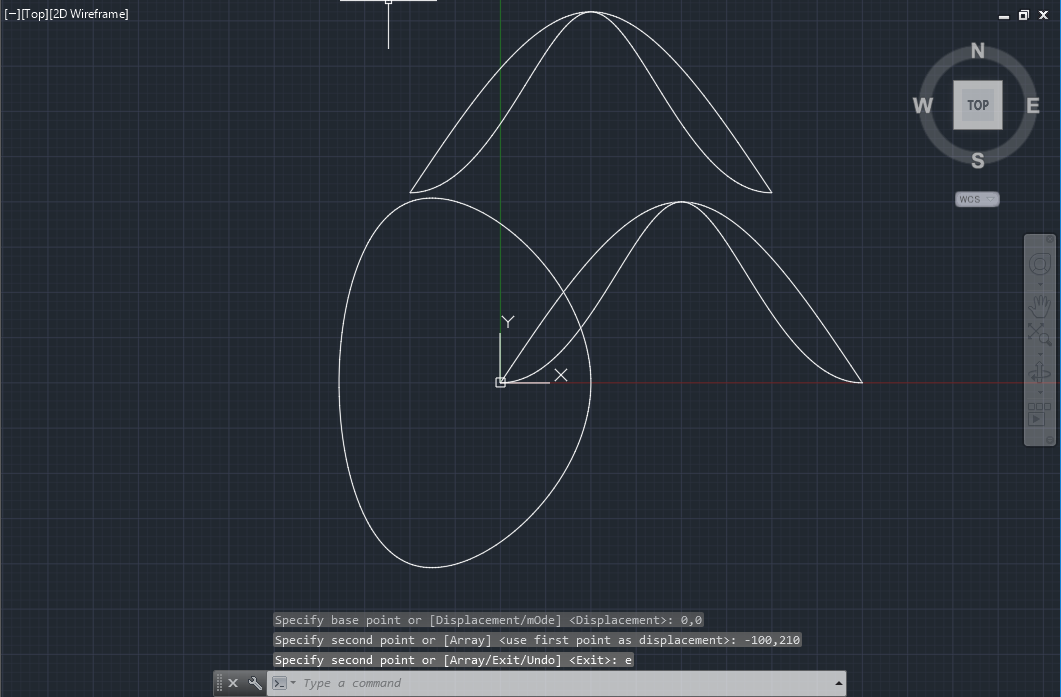 [−][Top][2D Wireframe]
N
W
TOP
E
S
WCS
Y
X
Specify base point or [Displacement/mOde] <Displacement>: 0,0
Specify second point or [Array] <use first point as displacement>: -100,210
Specify second point or [Array/Exit/Undo] <Exit>: e
Type a command